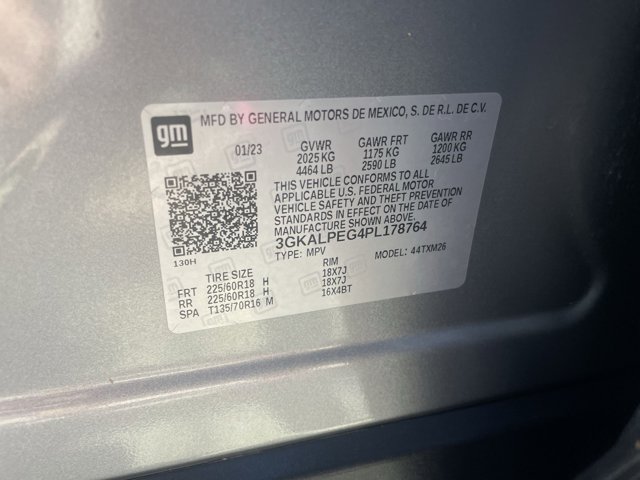 gm
MFD BY GENERAL MOTORS DE MEXICO, S. DE R.L. DE C.V.
01/23 GVWR GAWR FRT GAWR RR
2025 KG 1175 KG 1200 KG
4464 LB 2590 LB 2645 LB
THIS VEHICLE CONFORMS TO ALL
APPLICABLE U.S. FEDERAL MOTOR
VEHICLE SAFETY AND THEFT PREVENTION
STANDARDS IN EFFECT ON THE DATE OF
MANUFACTURE SHOWN ABOVE.
3GKALPEG4PL178764
130H TYPE: MPV MODEL: 44TXM26
TIRE SIZE RIM
FRT 225/60R18 H 18X7J
RR 225/60R18 H 18X7J
SPA T135/70R16 M 16X4BT